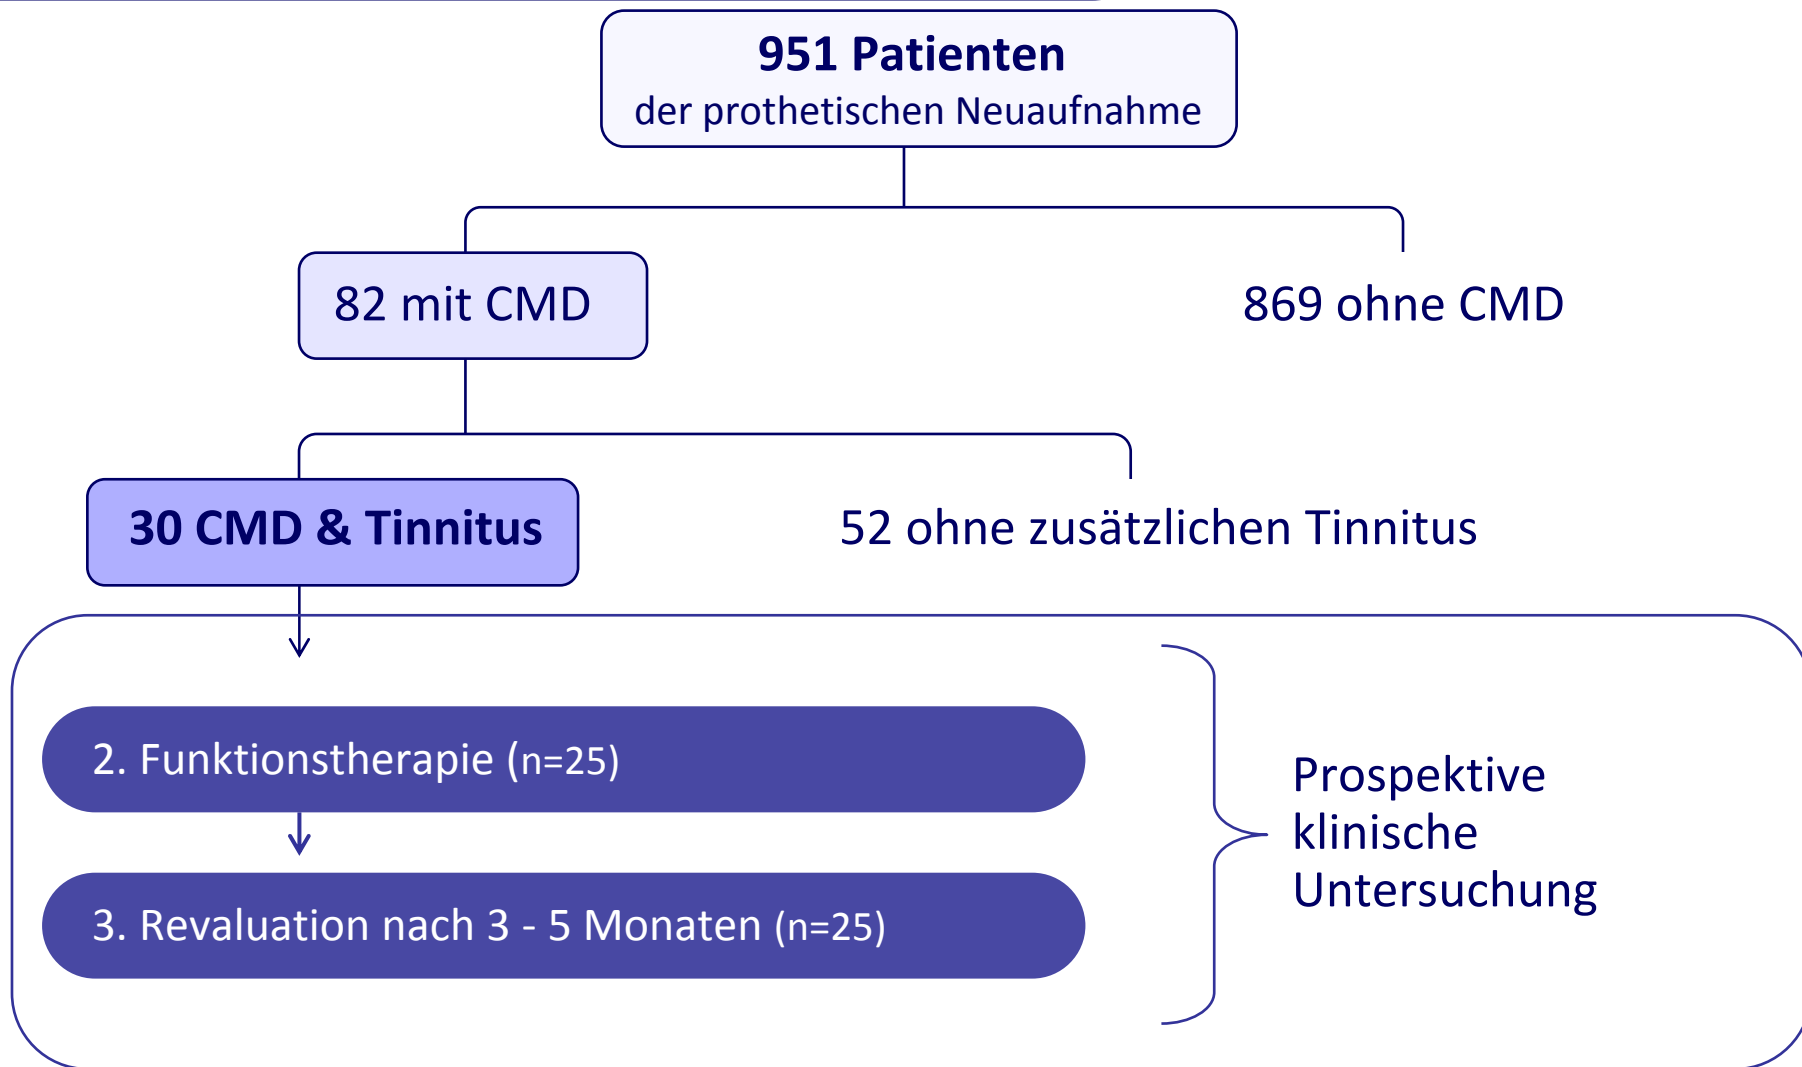 951 Patienten
der prothetischen Neuaufnahme
82 mit CMD
869 ohne CMD
30 CMD & Tinnitus
52 ohne zusätzlichen Tinnitus
2. Funktionstherapie (n=25)
3. Revaluation nach 3 - 5 Monaten (n=25)
Prospektive
klinische
Untersuchung